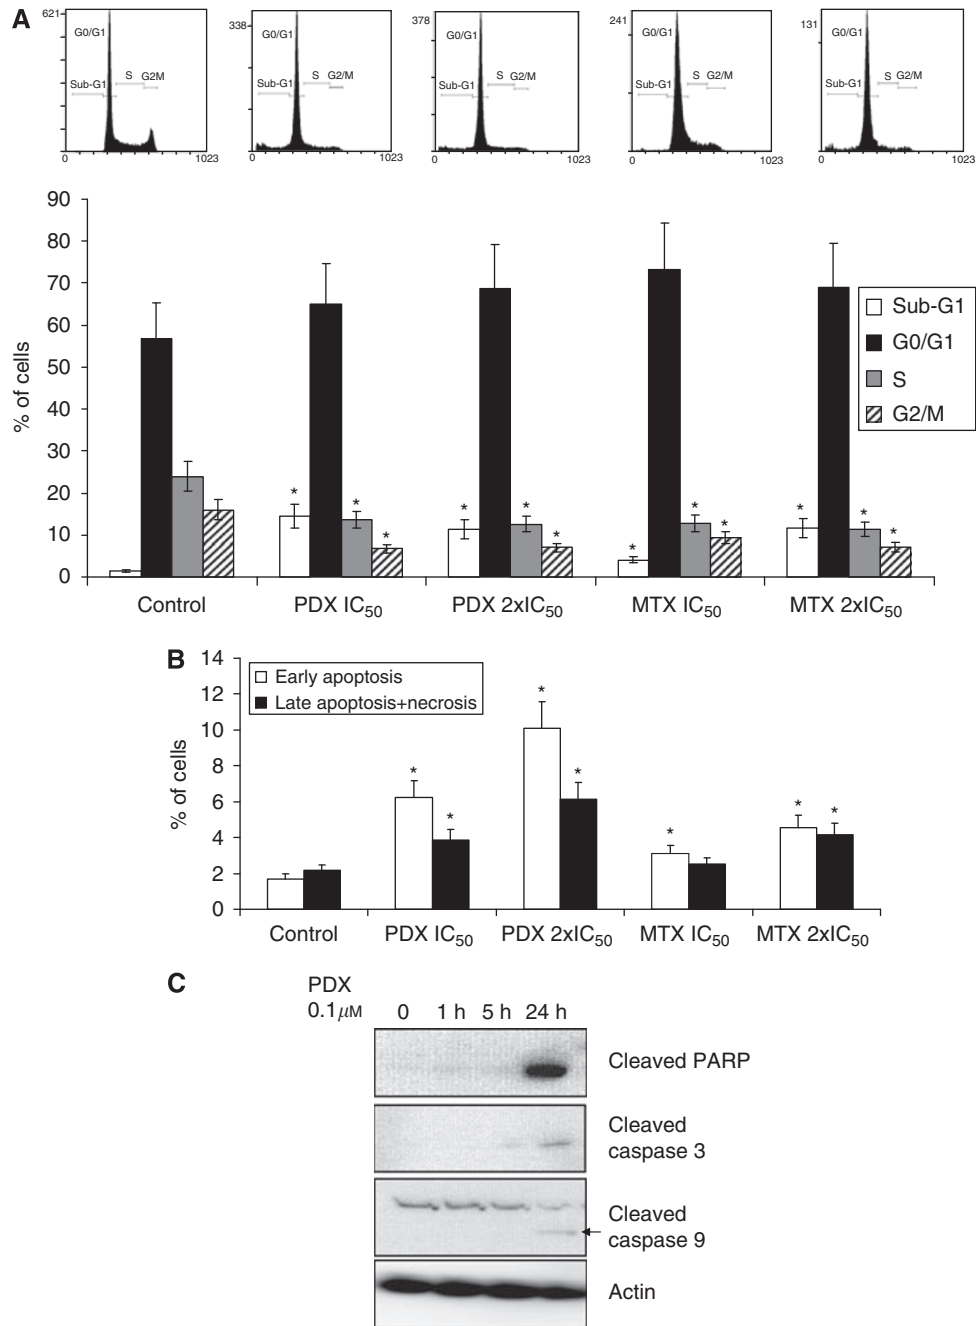 A
621
G0/G1
S
G2M
Sub-G1
0
1023
338
G0/G1
S
G2/M
Sub-G1
0
1023
378
G0/G1
S
G2/M
Sub-G1
0
1023
241
G0/G1
S
G2/M
Sub-G1
0
1023
131
G0/G1
S
G2/M
Sub-G1
0
1023
90
80
70
60
50
40
30
20
10
0
% of cells
* * *
* * *
* * *
* * *
Sub-G1
G0/G1
S
G2/M
Control
PDX IC50
PDX 2xIC50
MTX IC50
MTX 2xIC50
B
14
12
10
8
6
4
2
0
% of cells
Early apoptosis
Late apoptosis+necrosis
* *
* *
*
* *
Control
PDX IC50
PDX 2xIC50
MTX IC50
MTX 2xIC50
C
PDX
0.1μM 0 1 h 5 h 24 h
Cleaved PARP
Cleaved
caspase 3
Cleaved
caspase 9
Actin